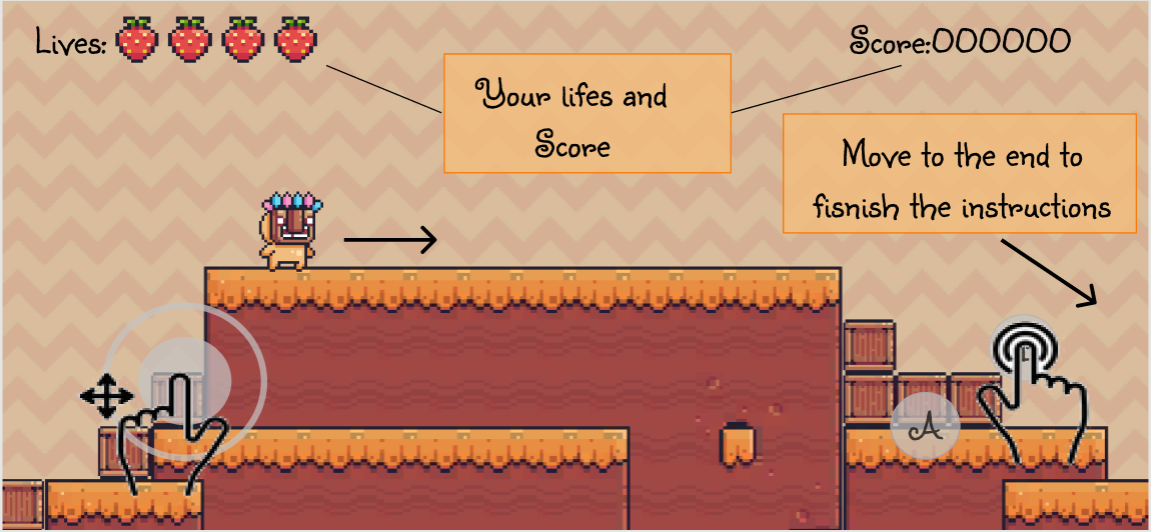 Lives:
Score:000000
Your lifes and
Score
Move to the end to
fisnish the instructions
A